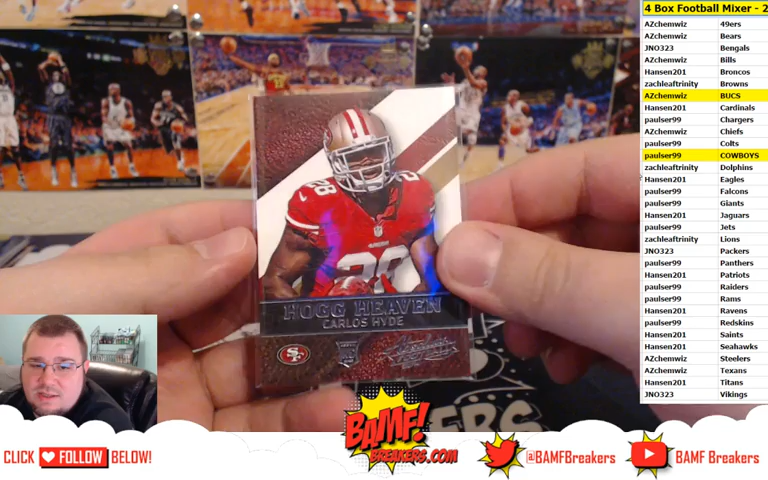 4 Box Football Mixer - 2
AZchemwiz 49ers
AZchemwiz Bears
JNO323 Bengals
AZchemwiz Bills
Hansen201 Broncos
zachleaftrinity Browns
AZchemwiz BUCS
Hansen201 Cardinals
paulser99 Chargers
AZchemwiz Chiefs
paulser99 Colts
paulser99 COWBOYS
zachleaftrinity Dolphins
Hansen201 Eagles
paulser99 Falcons
paulser99 Giants
Hansen201 Jaguars
paulser99 Jets
zachleaftrinity Lions
JNO323 Packers
paulser99 Panthers
Hansen201 Patriots
paulser99 Raiders
paulser99 Rams
Hansen201 Ravens
paulser99 Redskins
Hansen201 Saints
Hansen201 Seahawks
AZchemwiz Steelers
AZchemwiz Texans
Hansen201 Titans
JNO323 Vikings
28
28
HOGG HEAVEN
CARLOS HYDE
SF
CLICK FOLLOW BELOW!
BAMF!
BREAKERS.COM
@BAMFBreakers
BAMF Breakers